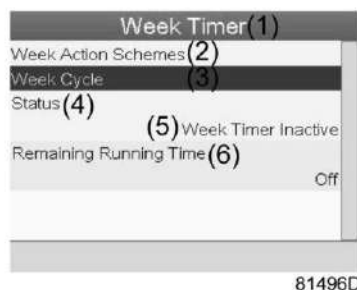 Week Timer(1)
Week Action Schemes(2)
Week Cycle (3)
Status(4)
(5) Week Timer Inactive
Remaining Running Time(6)
Off
81496D